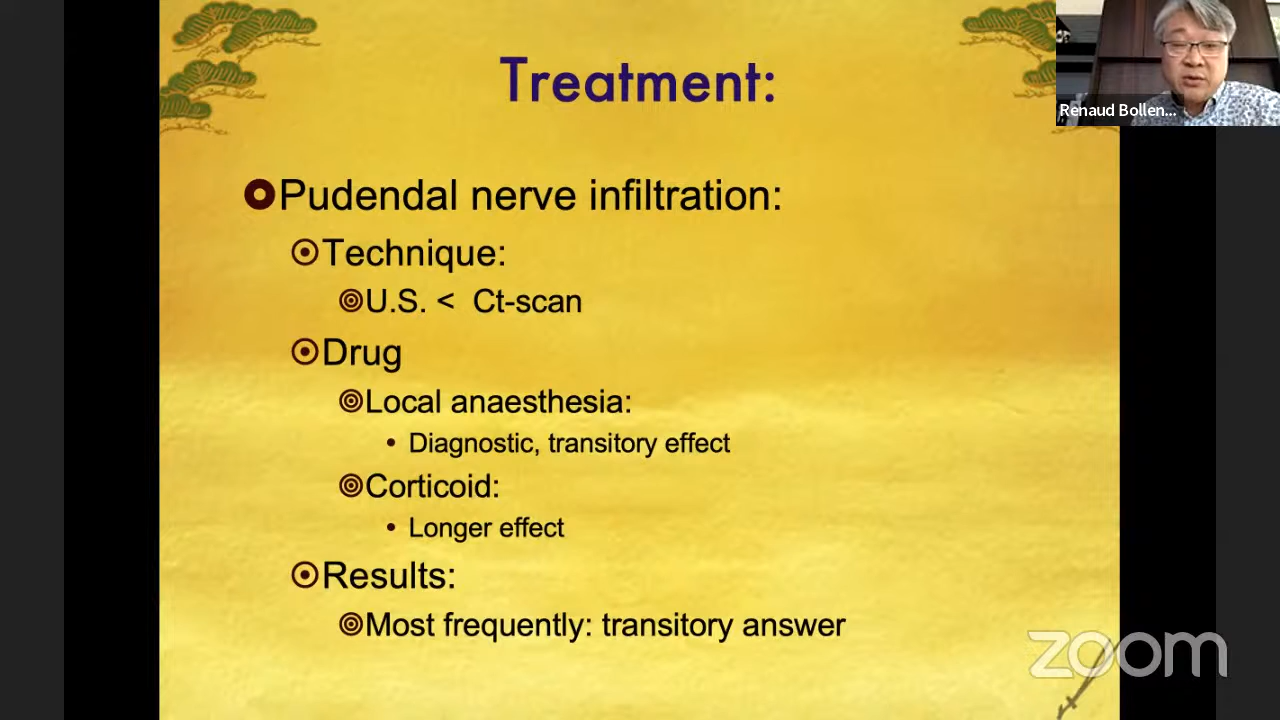 Treatment:
Renaud Bollen...
Pudendal nerve infiltration:
Technique:
U.S. < Ct-scan
Drug
Local anaesthesia:
• Diagnostic, transitory effect
Corticoid:
• Longer effect
Results:
Most frequently: transitory answer
zoom